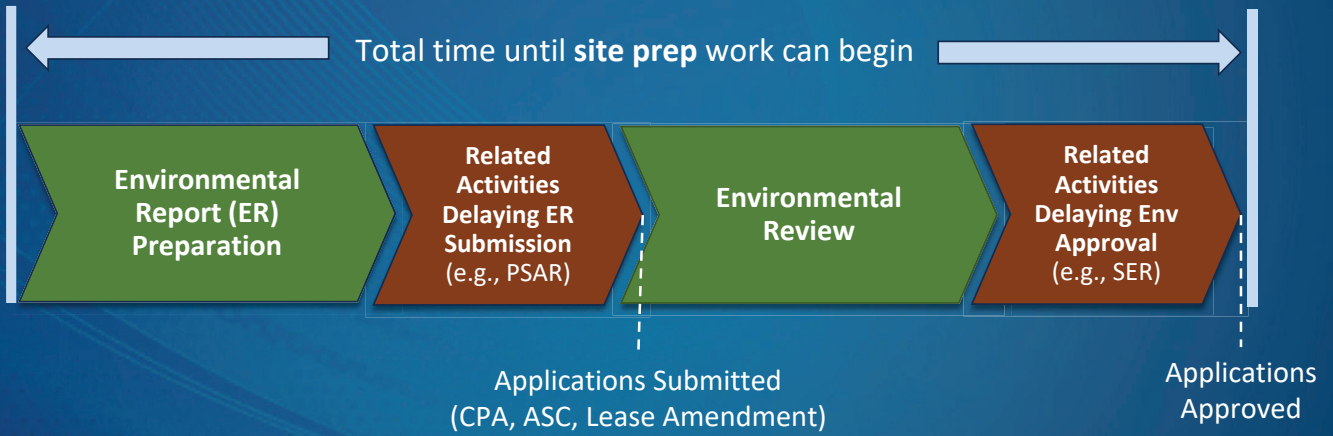 Total time until site prep work can begin
Environmental
Report (ER)
Preparation
Related
Activities
Delaying ER
Submission
(e.g., PSAR)
Environmental
Review
Related
Activities
Delaying Env
Approval
(e.g., SER)
Applications Submitted
(CPA, ASC, Lease Amendment)
Applications
Approved